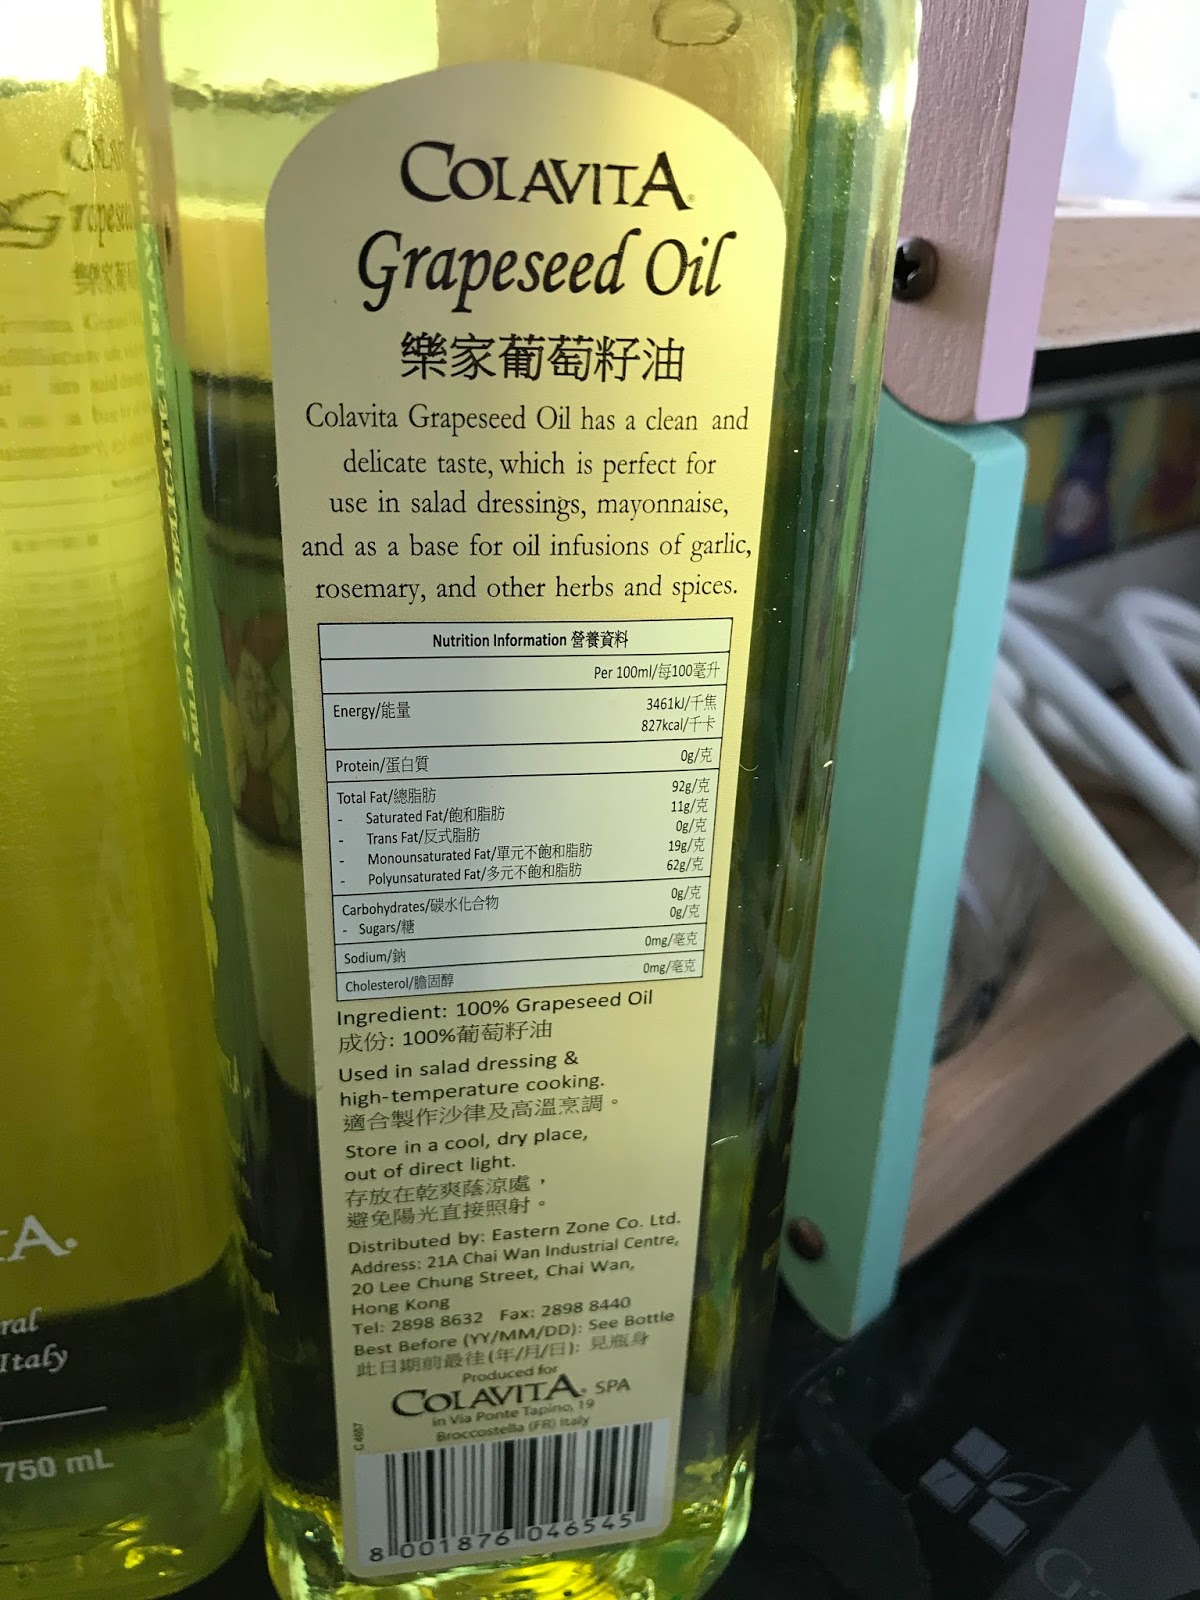 COLAVITA
Grapeseed Oil
樂家葡萄籽油
Colavita Grapeseed Oil has a clean and
delicate taste, which is perfect for
use in salad dressings, mayonnaise,
and as a base for oil infusions of garlic,
rosemary, and other herbs and spices.
Nutrition Information 營養資料
Per 100ml/每100毫升
Energy/能量 3461kJ/千焦
827kcal/千卡
Protein/蛋白質 0g/克
Total Fat/總脂肪 92g/克
- Saturated Fat/飽和脂肪 11g/克
- Trans Fat/反式脂肪 0g/克
- Monounsaturated Fat/單元不飽和脂肪 19g/克
- Polyunsaturated Fat/多元不飽和脂肪 62g/克
Carbohydrates/碳水化合物 0g/克
- Sugars/糖 0g/克
Sodium/鈉 0mg/毫克
Cholesterol/膽固醇 0mg/毫克
Ingredient: 100% Grapeseed Oil
成份: 100%葡萄籽油
Used in salad dressing &
high-temperature cooking.
適合製作沙律及高溫烹調。
Store in a cool, dry place,
out of direct light.
存放在乾爽蔭涼處，
避免陽光直接照射。
Distributed by: Eastern Zone Co. Ltd.
Address: 21A Chai Wan Industrial Centre,
20 Lee Chung Street, Chai Wan,
Hong Kong
Tel: 2898 8632 Fax: 2898 8440
Best Before (YY/MM/DD): See Bottle
此日期前最佳(年/月/日): 見瓶身
Produced for
COLAVITA SPA
in Via Ponte Tapino, 19
Broccostella (FR) Italy
C 4687
8 001876 046545
MILD AND DELICATE IN FLAVOR
Italy
750 mL